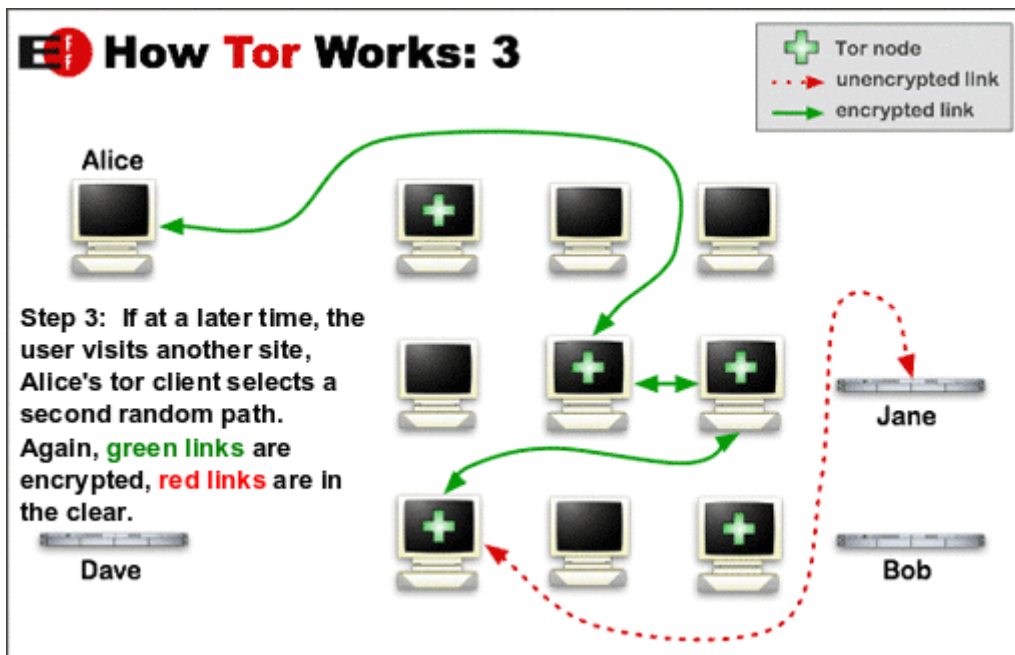 EFF How Tor Works: 3
Tor node
unencrypted link
encrypted link
Alice
Step 3: If at a later time, the
user visits another site,
Alice's tor client selects a
second random path.
Again, green links are
encrypted, red links are in
the clear.
Jane
Dave
Bob